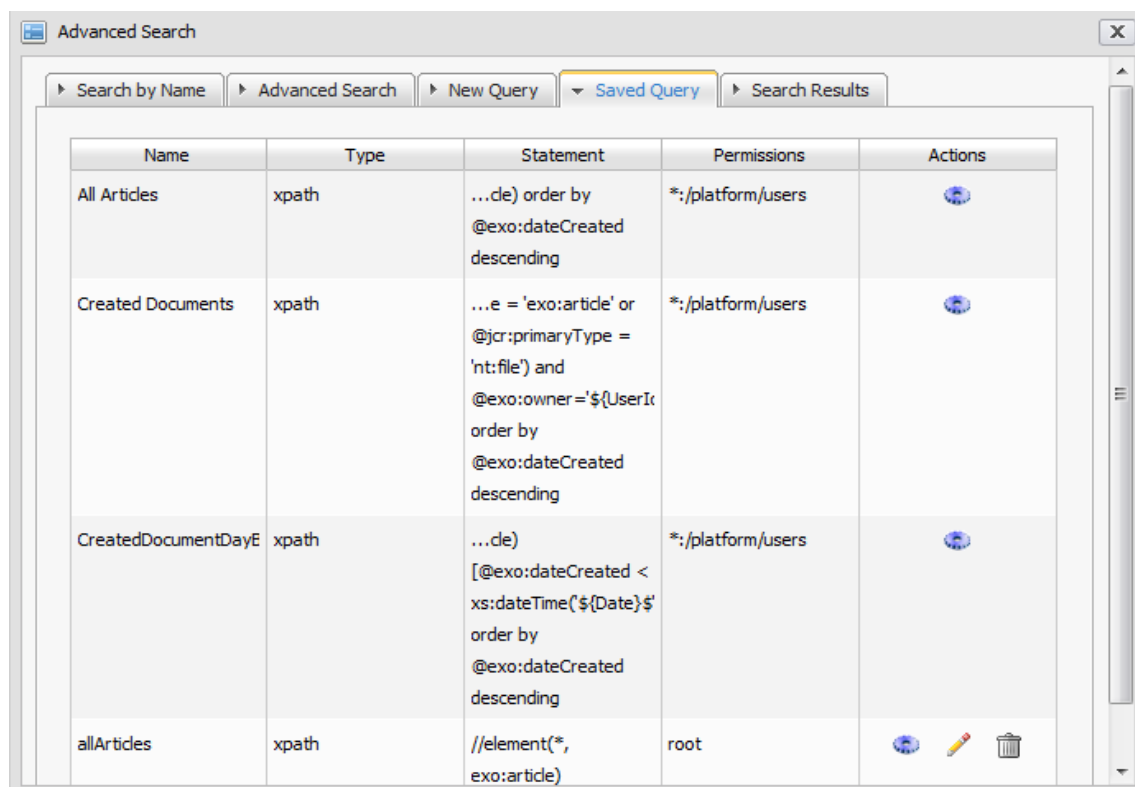 Advanced Search
X
Search by Name
Advanced Search
New Query
Saved Query
Search Results
Name
Type
Statement
Permissions
Actions
All Articles
xpath
...cle) order by
@exo:dateCreated
descending
*:/platform/users
Created Documents
xpath
...e = 'exo:article' or
@jcr:primaryType =
'nt:file') and
@exo:owner='${UserId
order by
@exo:dateCreated
descending
*:/platform/users
CreatedDocumentDayB
xpath
...cle)
[@exo:dateCreated <
xs:dateTime('${Date}$'
order by
@exo:dateCreated
descending
*:/platform/users
allArticles
xpath
//element(*,
exo:article)
root